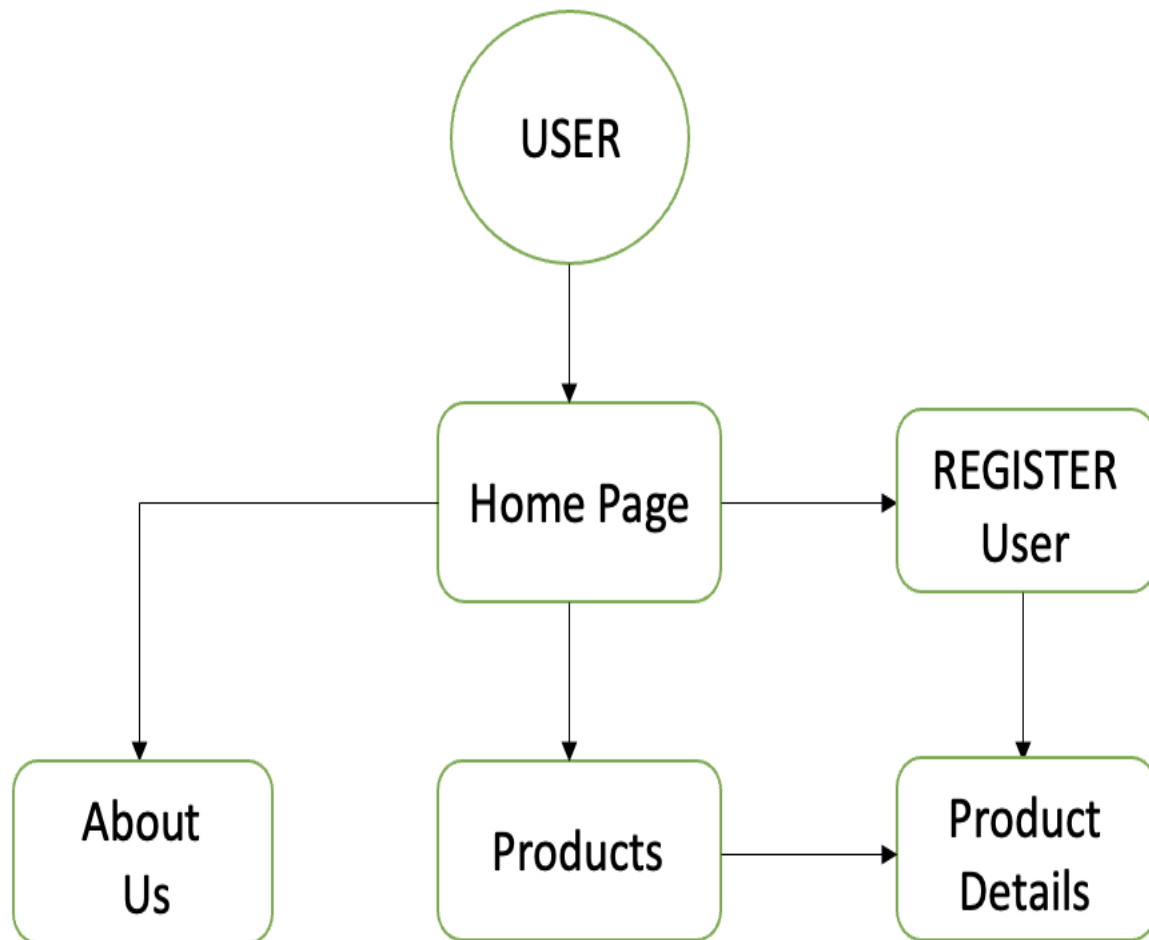 USER
Home Page
REGISTER
User
About
Us
Products
Product
Details